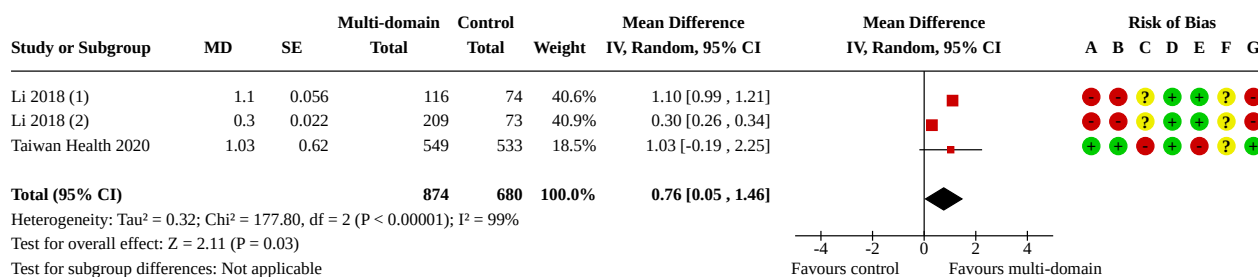 Multi-domain Control Mean Difference Mean Difference Risk of Bias
Study or Subgroup MD SE Total Total Weight IV, Random, 95% CI IV, Random, 95% CI A B C D E F G
Li 2018 (1) 1.1 0.056 116 74 40.6% 1.10 [0.99 , 1.21] - - ? + + ? -
Li 2018 (2) 0.3 0.022 209 73 40.9% 0.30 [0.26 , 0.34] - - ? + + ? -
Taiwan Health 2020 1.03 0.62 549 533 18.5% 1.03 [-0.19 , 2.25] + + - + - ? +
Total (95% CI) 874 680 100.0% 0.76 [0.05 , 1.46]
Heterogeneity: Tau² = 0.32; Chi² = 177.80, df = 2 (P < 0.00001); I² = 99%
Test for overall effect: Z = 2.11 (P = 0.03) -4 -2 0 2 4
Test for subgroup differences: Not applicable Favours control Favours multi-domain